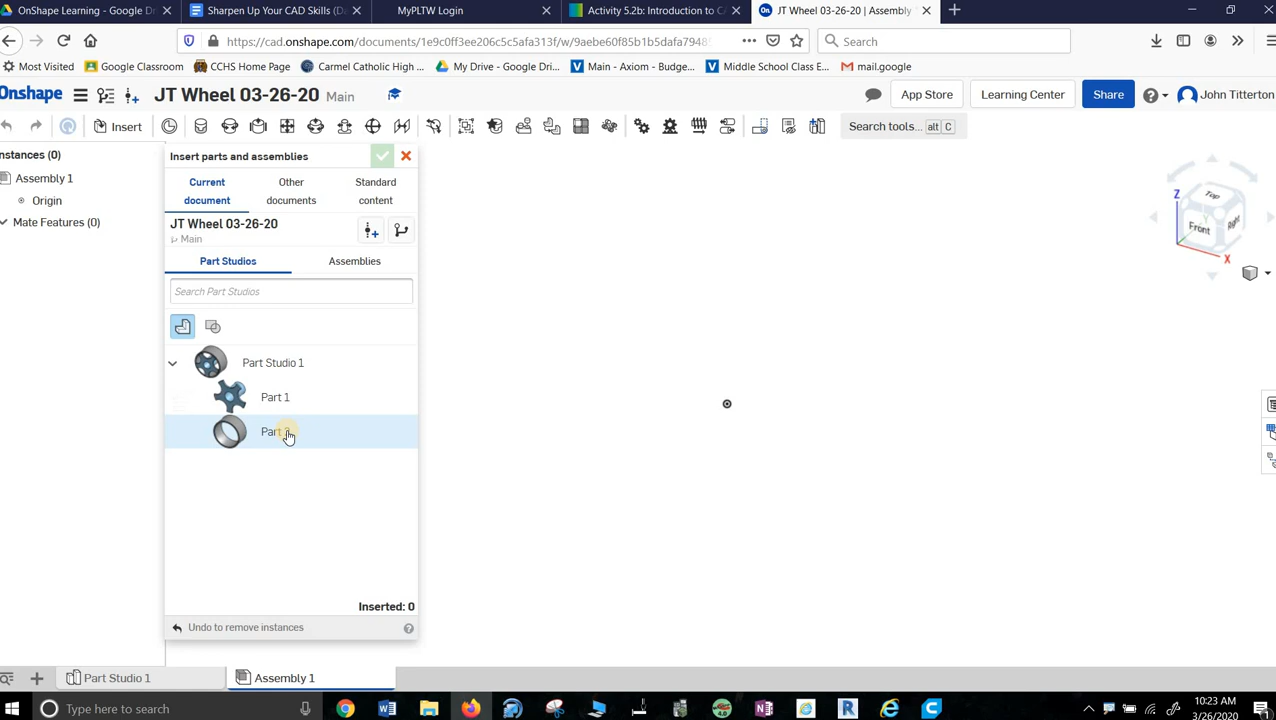 OnShape Learning - Google Dr
Sharpen Up Your CAD Skills (Da
MyPLTW Login
Activity 5.2b: Introduction to CA
JT Wheel 03-26-20 | Assembly
https://cad.onshape.com/documents/1e9c0ff3ee206c5c5afa313f/w/9aebe60f85b1b5dafa79485
Search
Most Visited
Google Classroom
CCHS Home Page
Carmel Catholic High ...
My Drive - Google Dri...
Main - Axiom - Budge...
Middle School Class E...
mail.google
Onshape
JT Wheel 03-26-20 Main
App Store
Learning Center
Share
John Titterton
Insert
Search tools... alt C
nstances (0)
Assembly 1
Origin
Mate Features (0)
Insert parts and assemblies
Current document
Other documents
Standard content
JT Wheel 03-26-20
Main
Part Studios
Assemblies
Search Part Studios
Part Studio 1
Part 1
Part
Inserted: 0
Undo to remove instances
Top
Front
Right
Z
X
Part Studio 1
Assembly 1
Type here to search
10:23 AM
3/26/2020